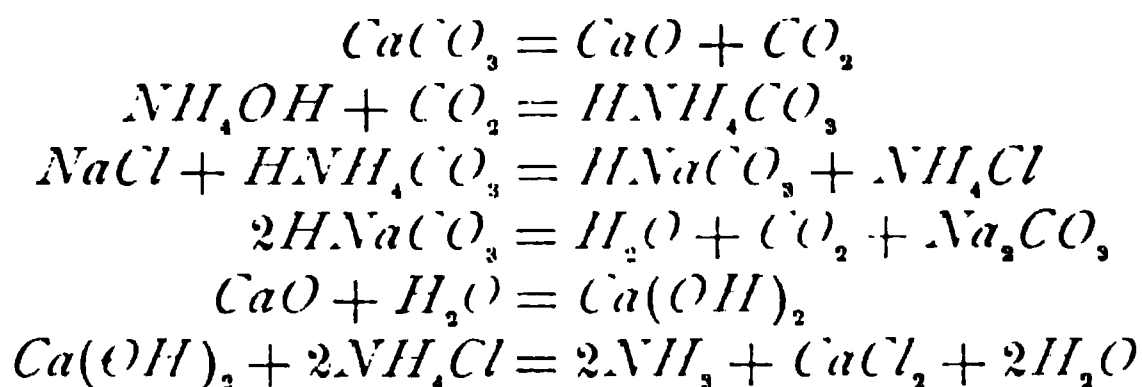 CaCO₃ = CaO + CO₂
NH₄OH + CO₂ = HNH₄CO₃
NaCl + HNH₄CO₃ = HNaCO₃ + NH₄Cl
2HNaCO₃ = H₂O + CO₂ + Na₂CO₃
CaO + H₂O = Ca(OH)₂
Ca(OH)₂ + 2NH₄Cl = 2NH₃ + CaCl₂ + 2H₂O